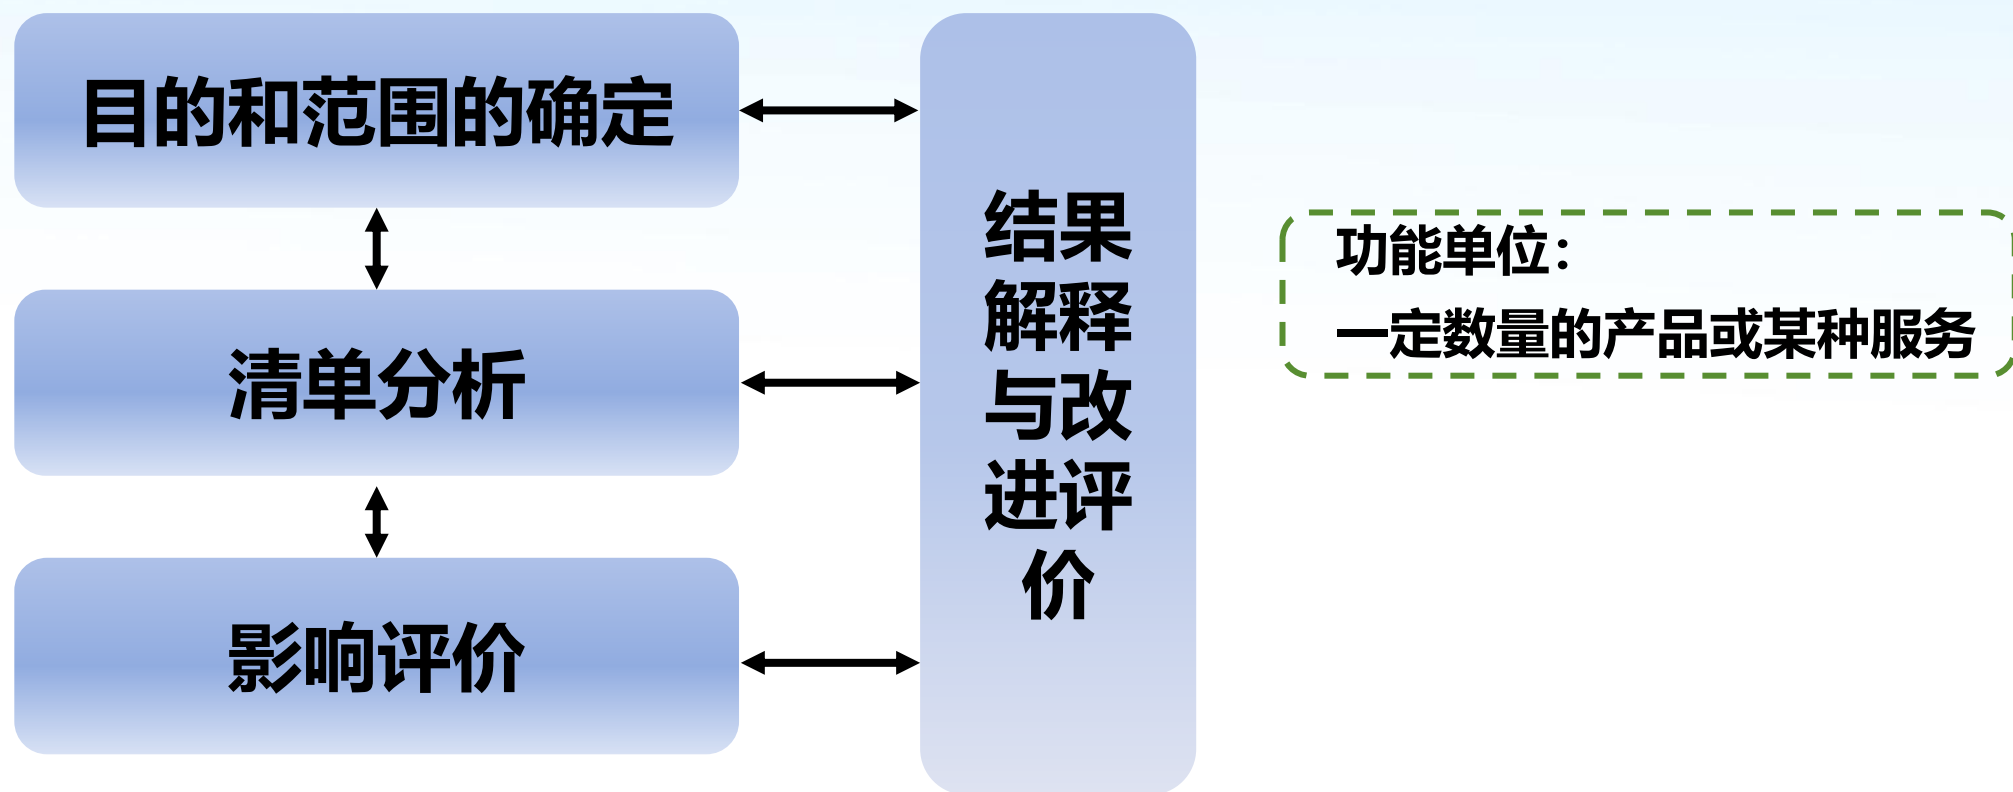 目的和范围的确定
清单分析
影响评价
结果
解释
与改
进评
价
功能单位：
一定数量的产品或某种服务